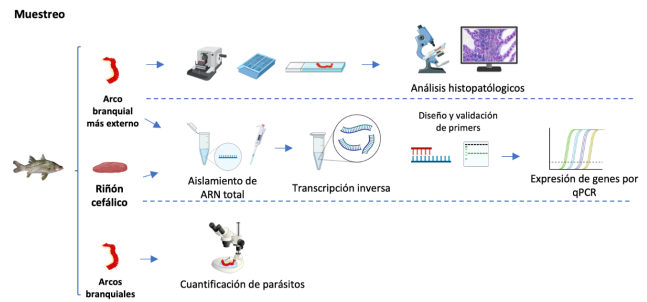 Muestreo
Arco
branquial
más externo
Análisis histopatólogicos
Riñón
cefálico
Aislamiento de
ARN total
Transcripción inversa
Diseño y validación
de primers
Expresión de genes por
qPCR
Arcos
branquiales
Cuantificación de parásitos